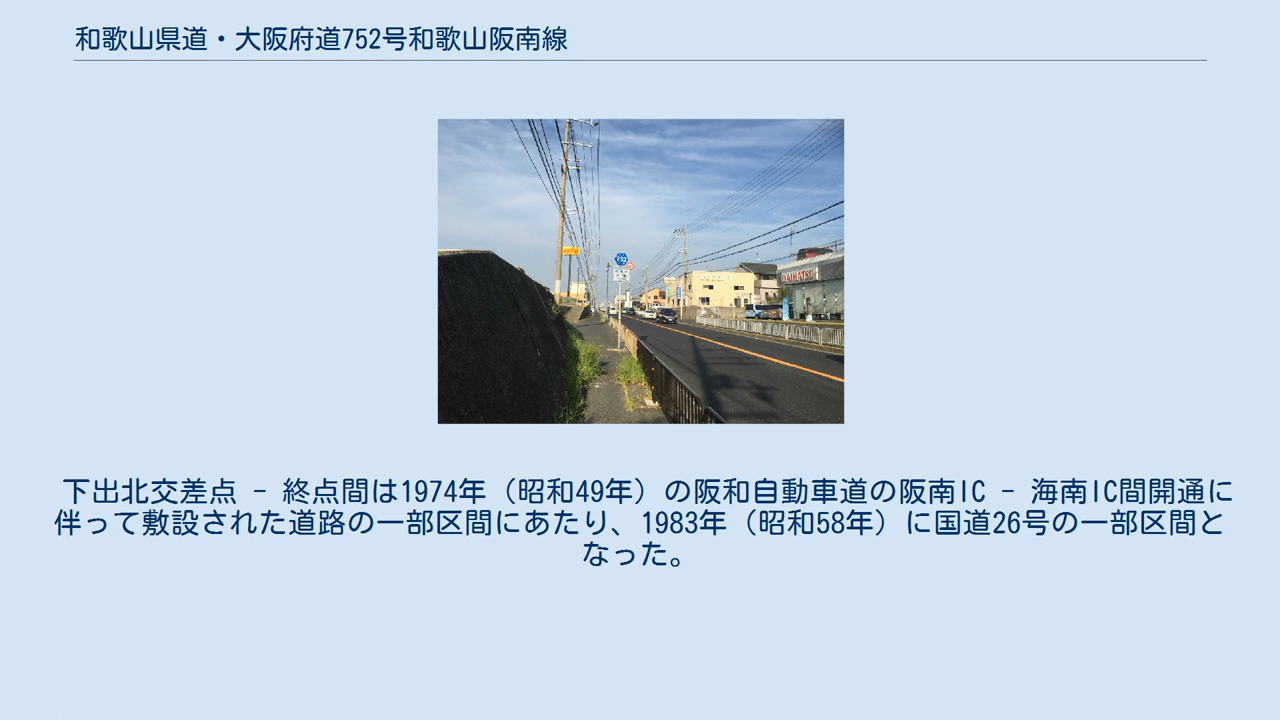 和歌山県道・大阪府道752号和歌山阪南線
752
DAIHATSU
下出北交差点 - 終点間は1974年（昭和49年）の阪和自動車道の阪南IC - 海南IC間開通に
伴って敷設された道路の一部区間にあたり、1983年（昭和58年）に国道26号の一部区間と
なった。